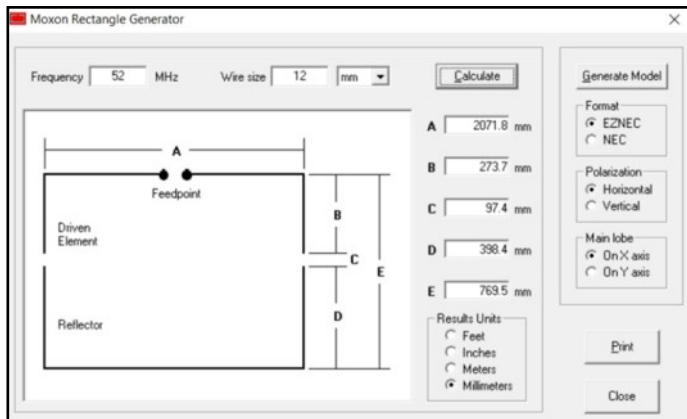 Moxon Rectangle Generator
Frequency 52 MHz Wire size 12 mm Calculate
A
Feedpoint
Driven
Element
B
C
E
D
Reflector
A 2071.8 mm
B 273.7 mm
C 97.4 mm
D 398.4 mm
E 769.5 mm
Results Units
Feet
Inches
Meters
Millimeters
Generate Model
Format
EZNEC
NEC
Polarization
Horizontal
Vertical
Main lobe
On X axis
On Y axis
Print
Close